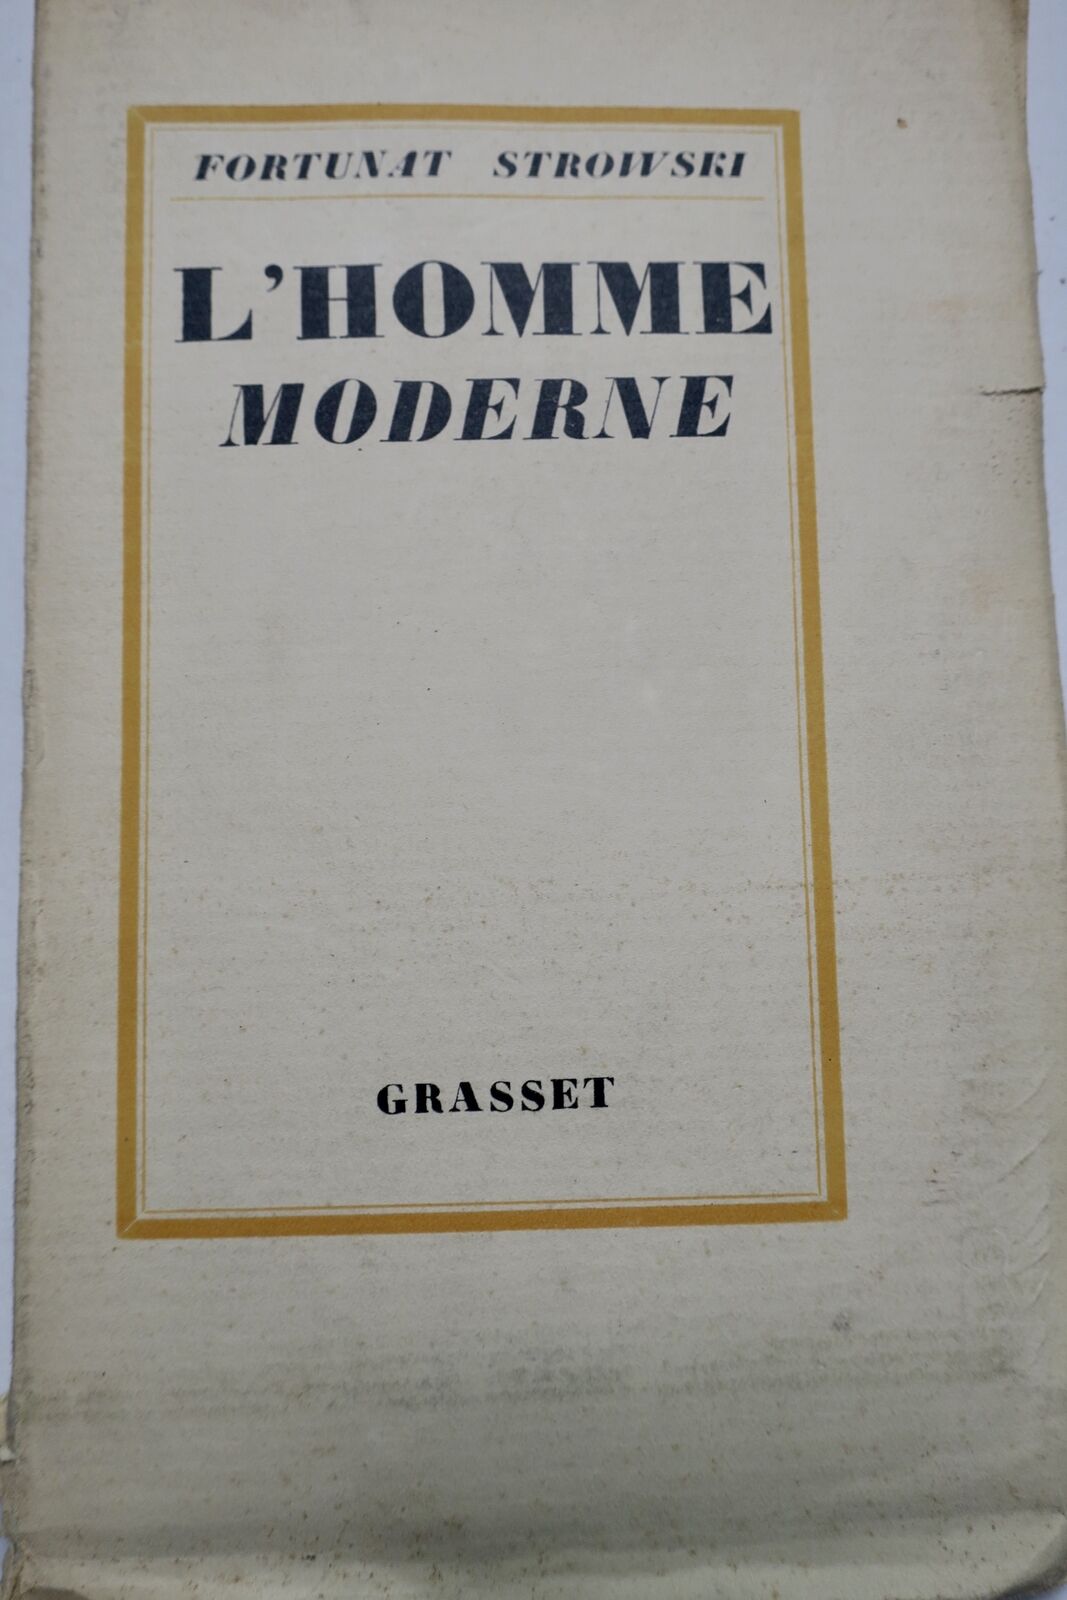 FORTUNAT STROWSKI
L'HOMME
MODERNE
GRASSET